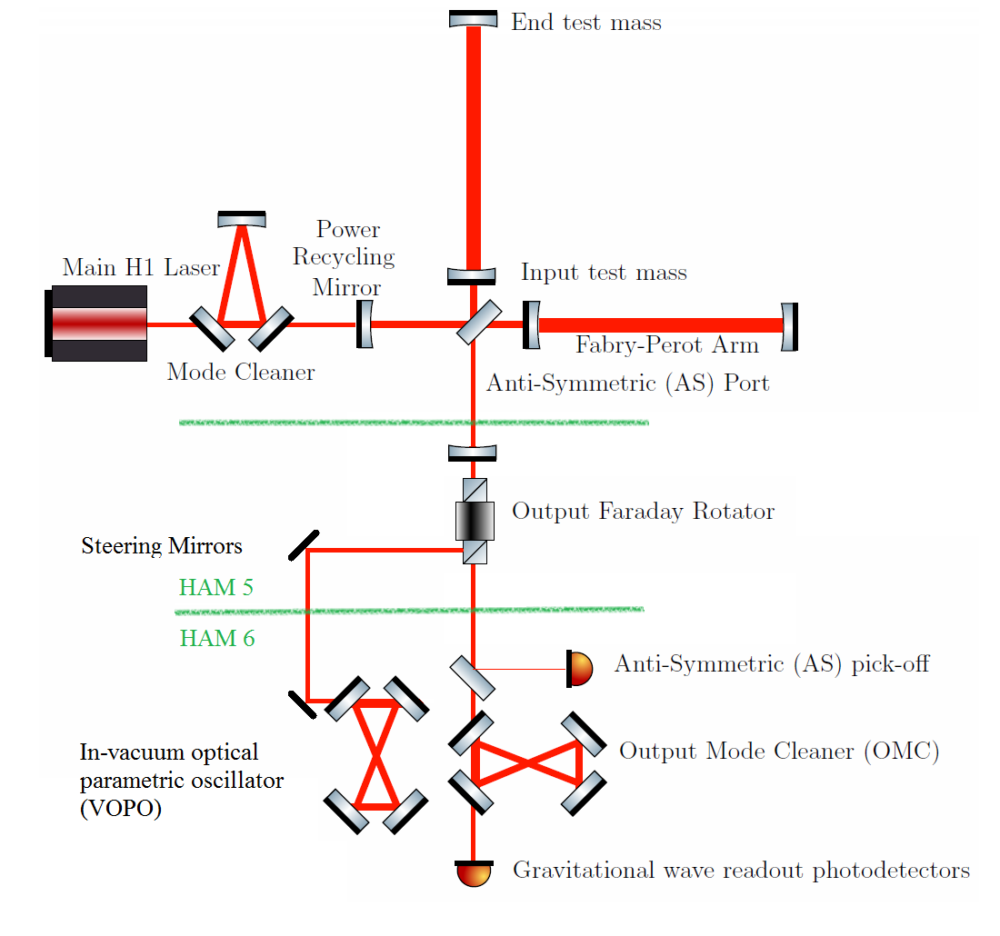 End test mass
Power
Recycling
Mirror
Main H1 Laser
Input test mass
Fabry-Perot Arm
Mode Cleaner
Anti-Symmetric (AS) Port
Output Faraday Rotator
Steering Mirrors
HAM 5
HAM 6
Anti-Symmetric (AS) pick-off
In-vacuum optical
parametric oscillator
(VOPO)
Output Mode Cleaner (OMC)
Gravitational wave readout photodetectors